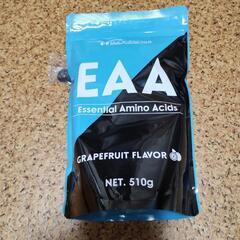 EAA
Essential Amino Acids
GRAPEFRUIT FLAVOR
NET. 510g